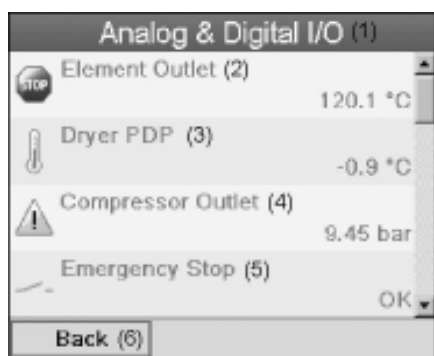 Analog & Digital I/O (1)
STOP
Element Outlet (2)
120.1 °C
Dryer PDP (3)
-0.9 °C
Compressor Outlet (4)
9.45 bar
Emergency Stop (5)
OK
Back (6)